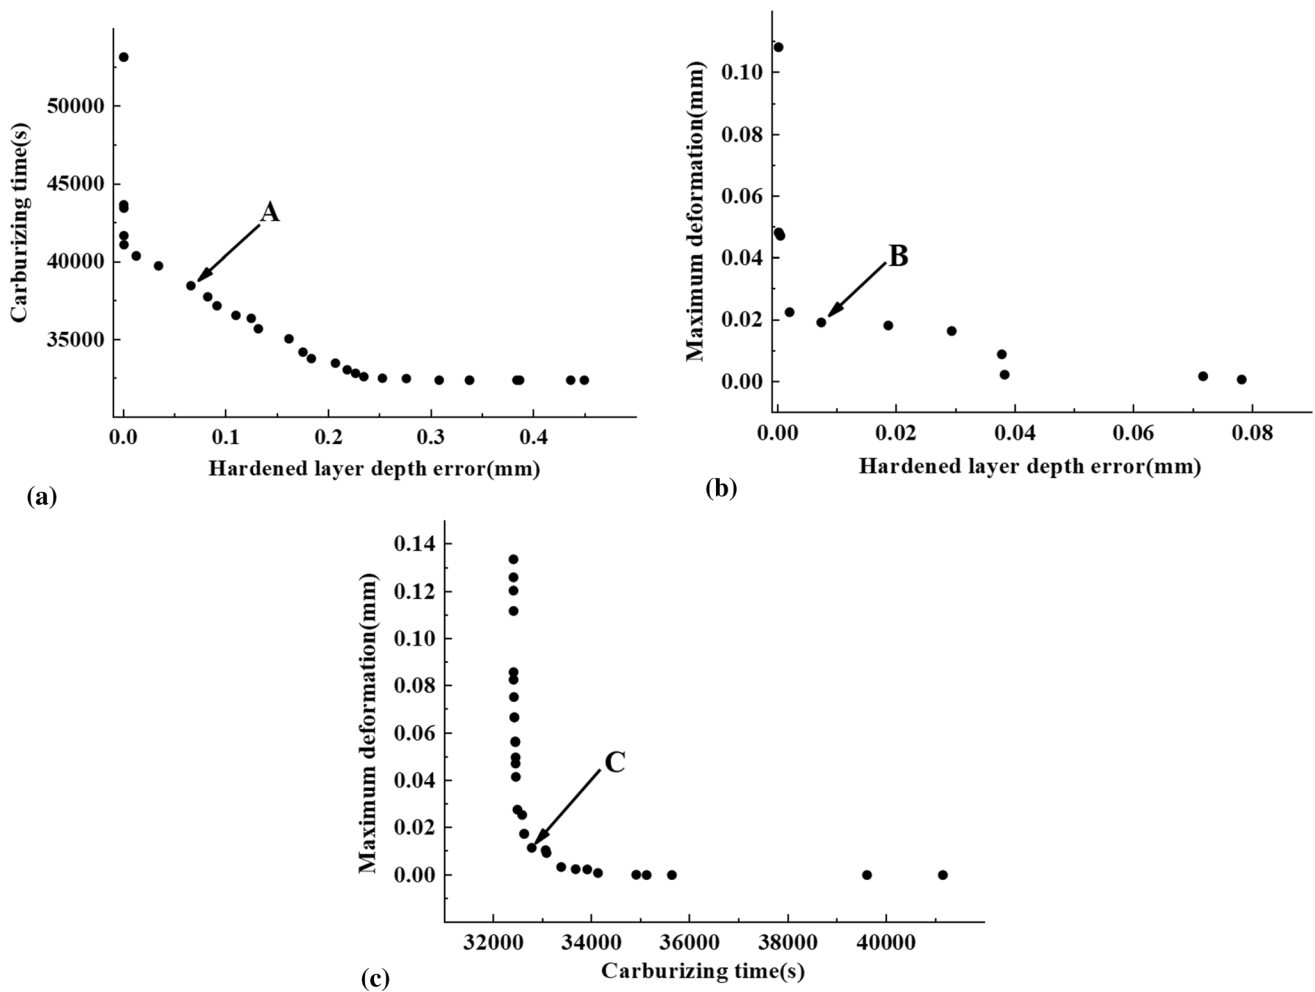 50000
45000
40000
35000
Carburizing time(s)
A
0.0 0.1 0.2 0.3 0.4
Hardened layer depth error(mm)
(a)
0.10
0.08
0.06
0.04
0.02
0.00
Maximum deformation(mm)
B
0.00 0.02 0.04 0.06 0.08
Hardened layer depth error(mm)
(b)
0.14
0.12
0.10
0.08
0.06
0.04
0.02
0.00
Maximum deformation(mm)
C
32000 34000 36000 38000 40000
Carburizing time(s)
(c)